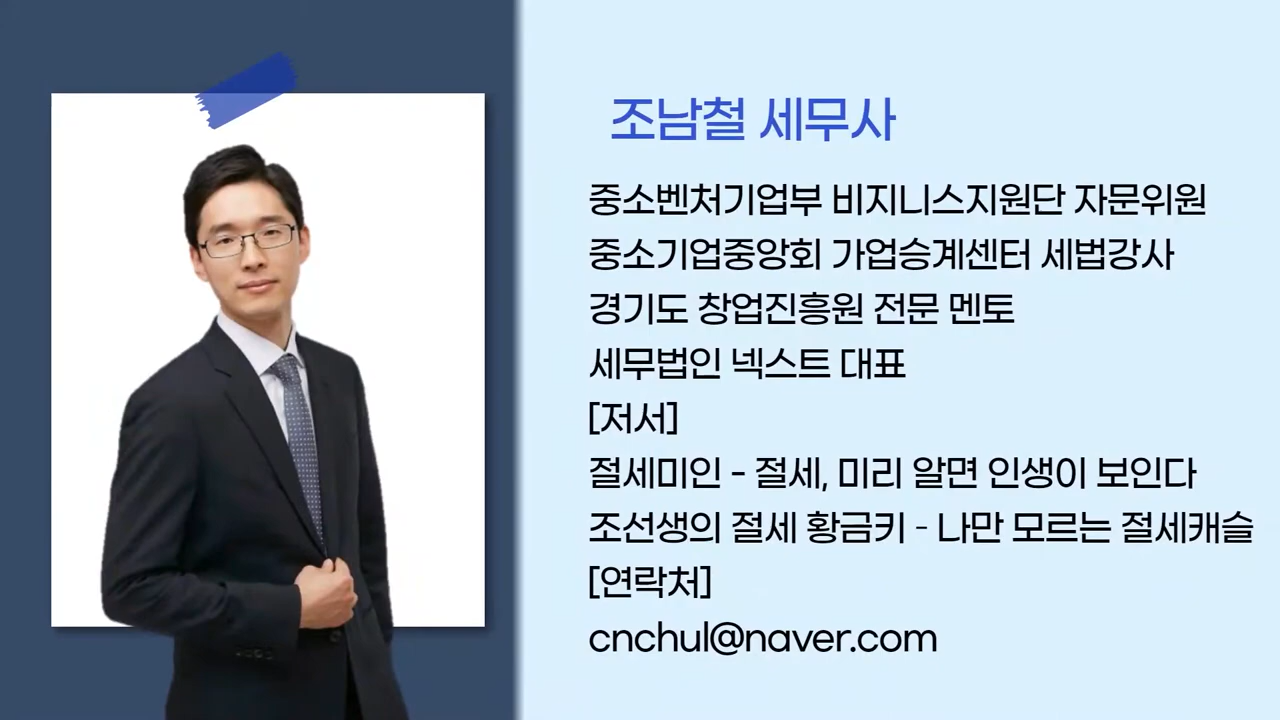 조남철 세무사
중소벤처기업부 비지니스지원단 자문위원
중소기업중앙회 가업승계센터 세법강사
경기도 창업진흥원 전문 멘토
세무법인 넥스트 대표
[저서]
절세미인 - 절세, 미리 알면 인생이 보인다
조선생의 절세 황금키 - 나만 모르는 절세캐슬
[연락처]
cnchul@naver.com